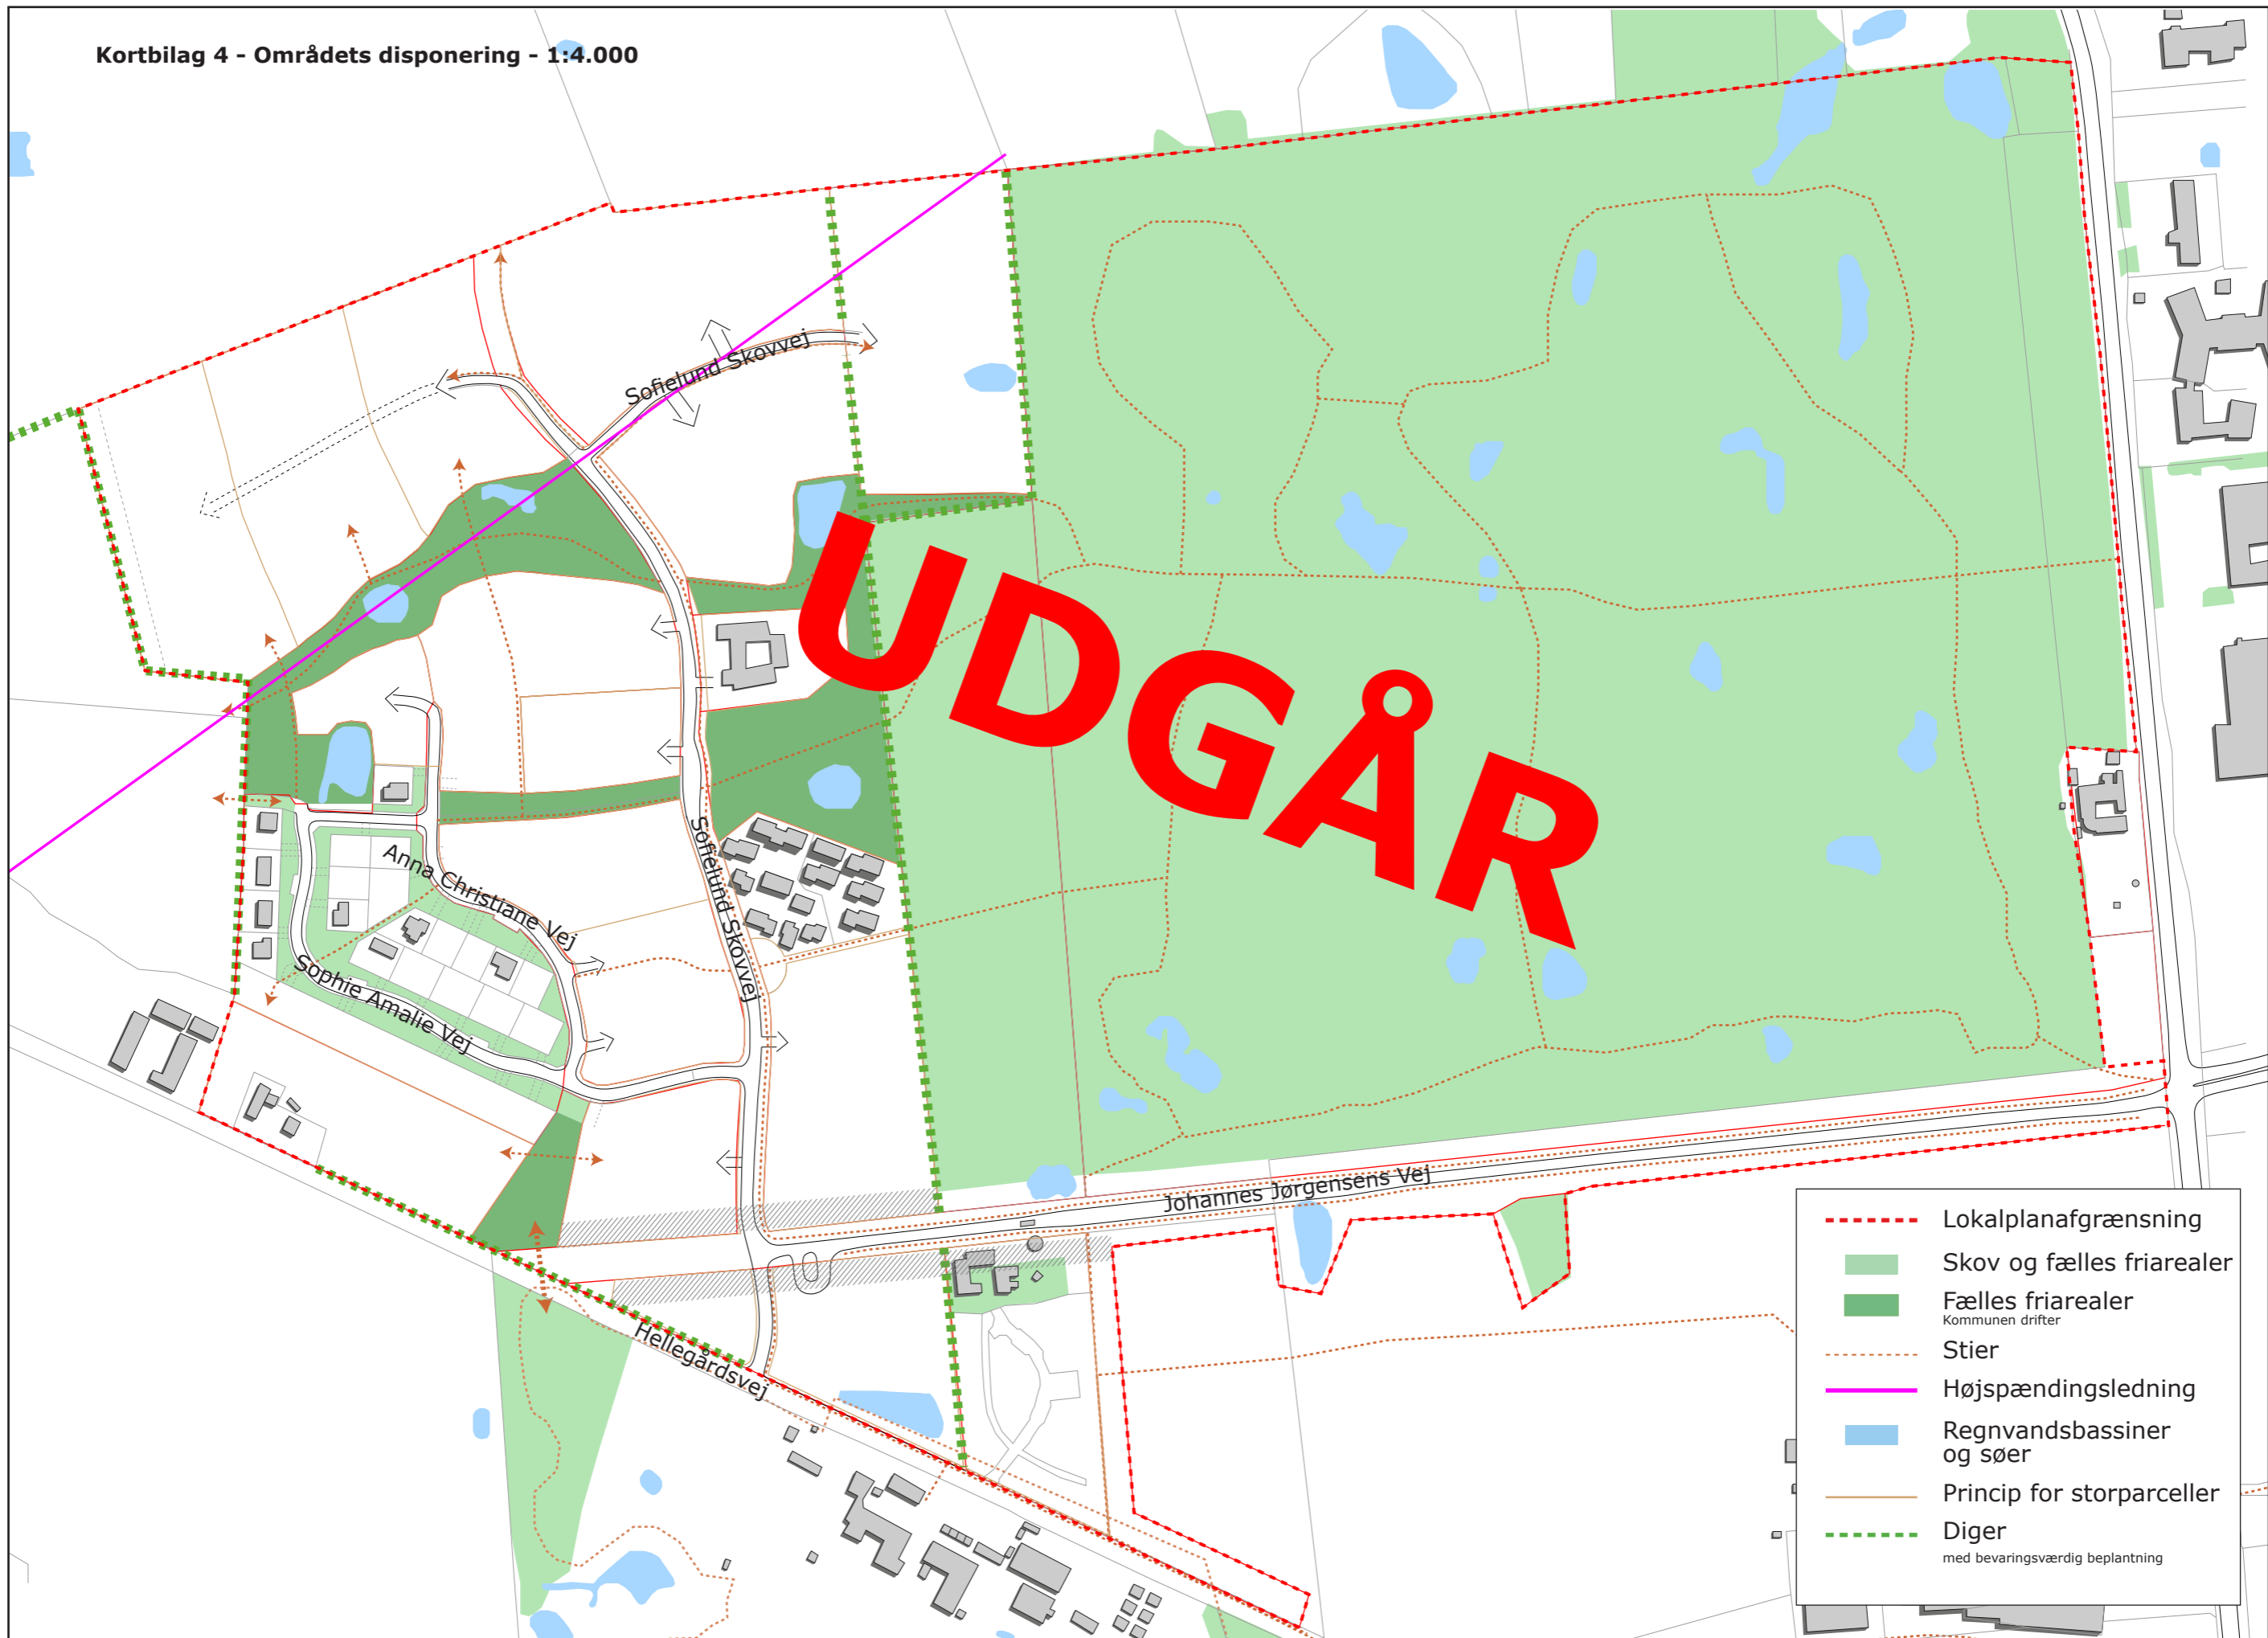 Kortbilag 4 - Områdets disponering - 1:4.000
Sofielund Skovvej
UDGÅR
Sofielund Skovvej
Anna Christiane Vej
Sophie Amalie Vej
Johannes Jørgensens Vej
Hellegårdsvej
Lokalplanafgrænsning
Skov og fælles friarealer
Fælles friarealer
Kommunen drifter
Stier
Højspændingsledning
Regnvandsbassiner
og søer
Princip for storparceller
Diger
med bevaringsværdig beplantning